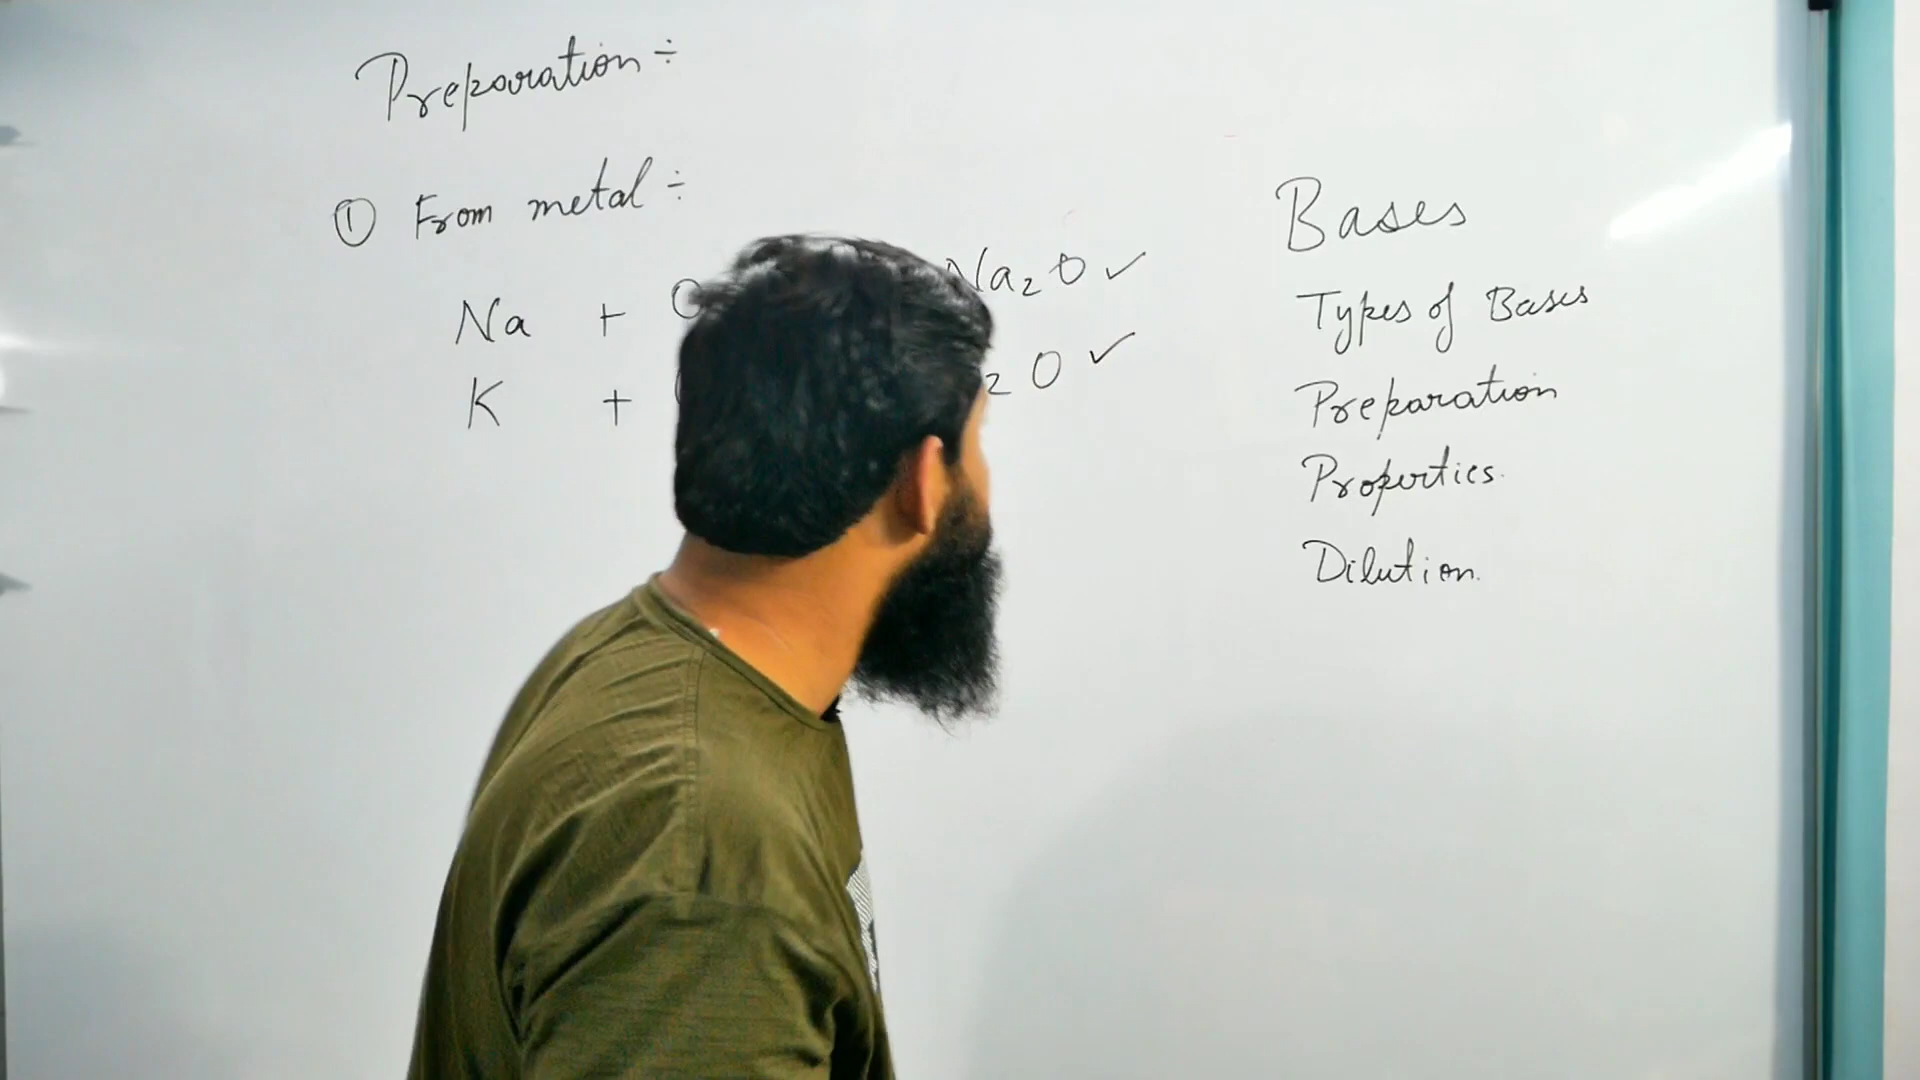 Preparation ÷
① From metal ÷
Na + O Na₂O ✓
K + ₂O ✓
Bases
Types of Bases
Preparation
Properties.
Dilution.